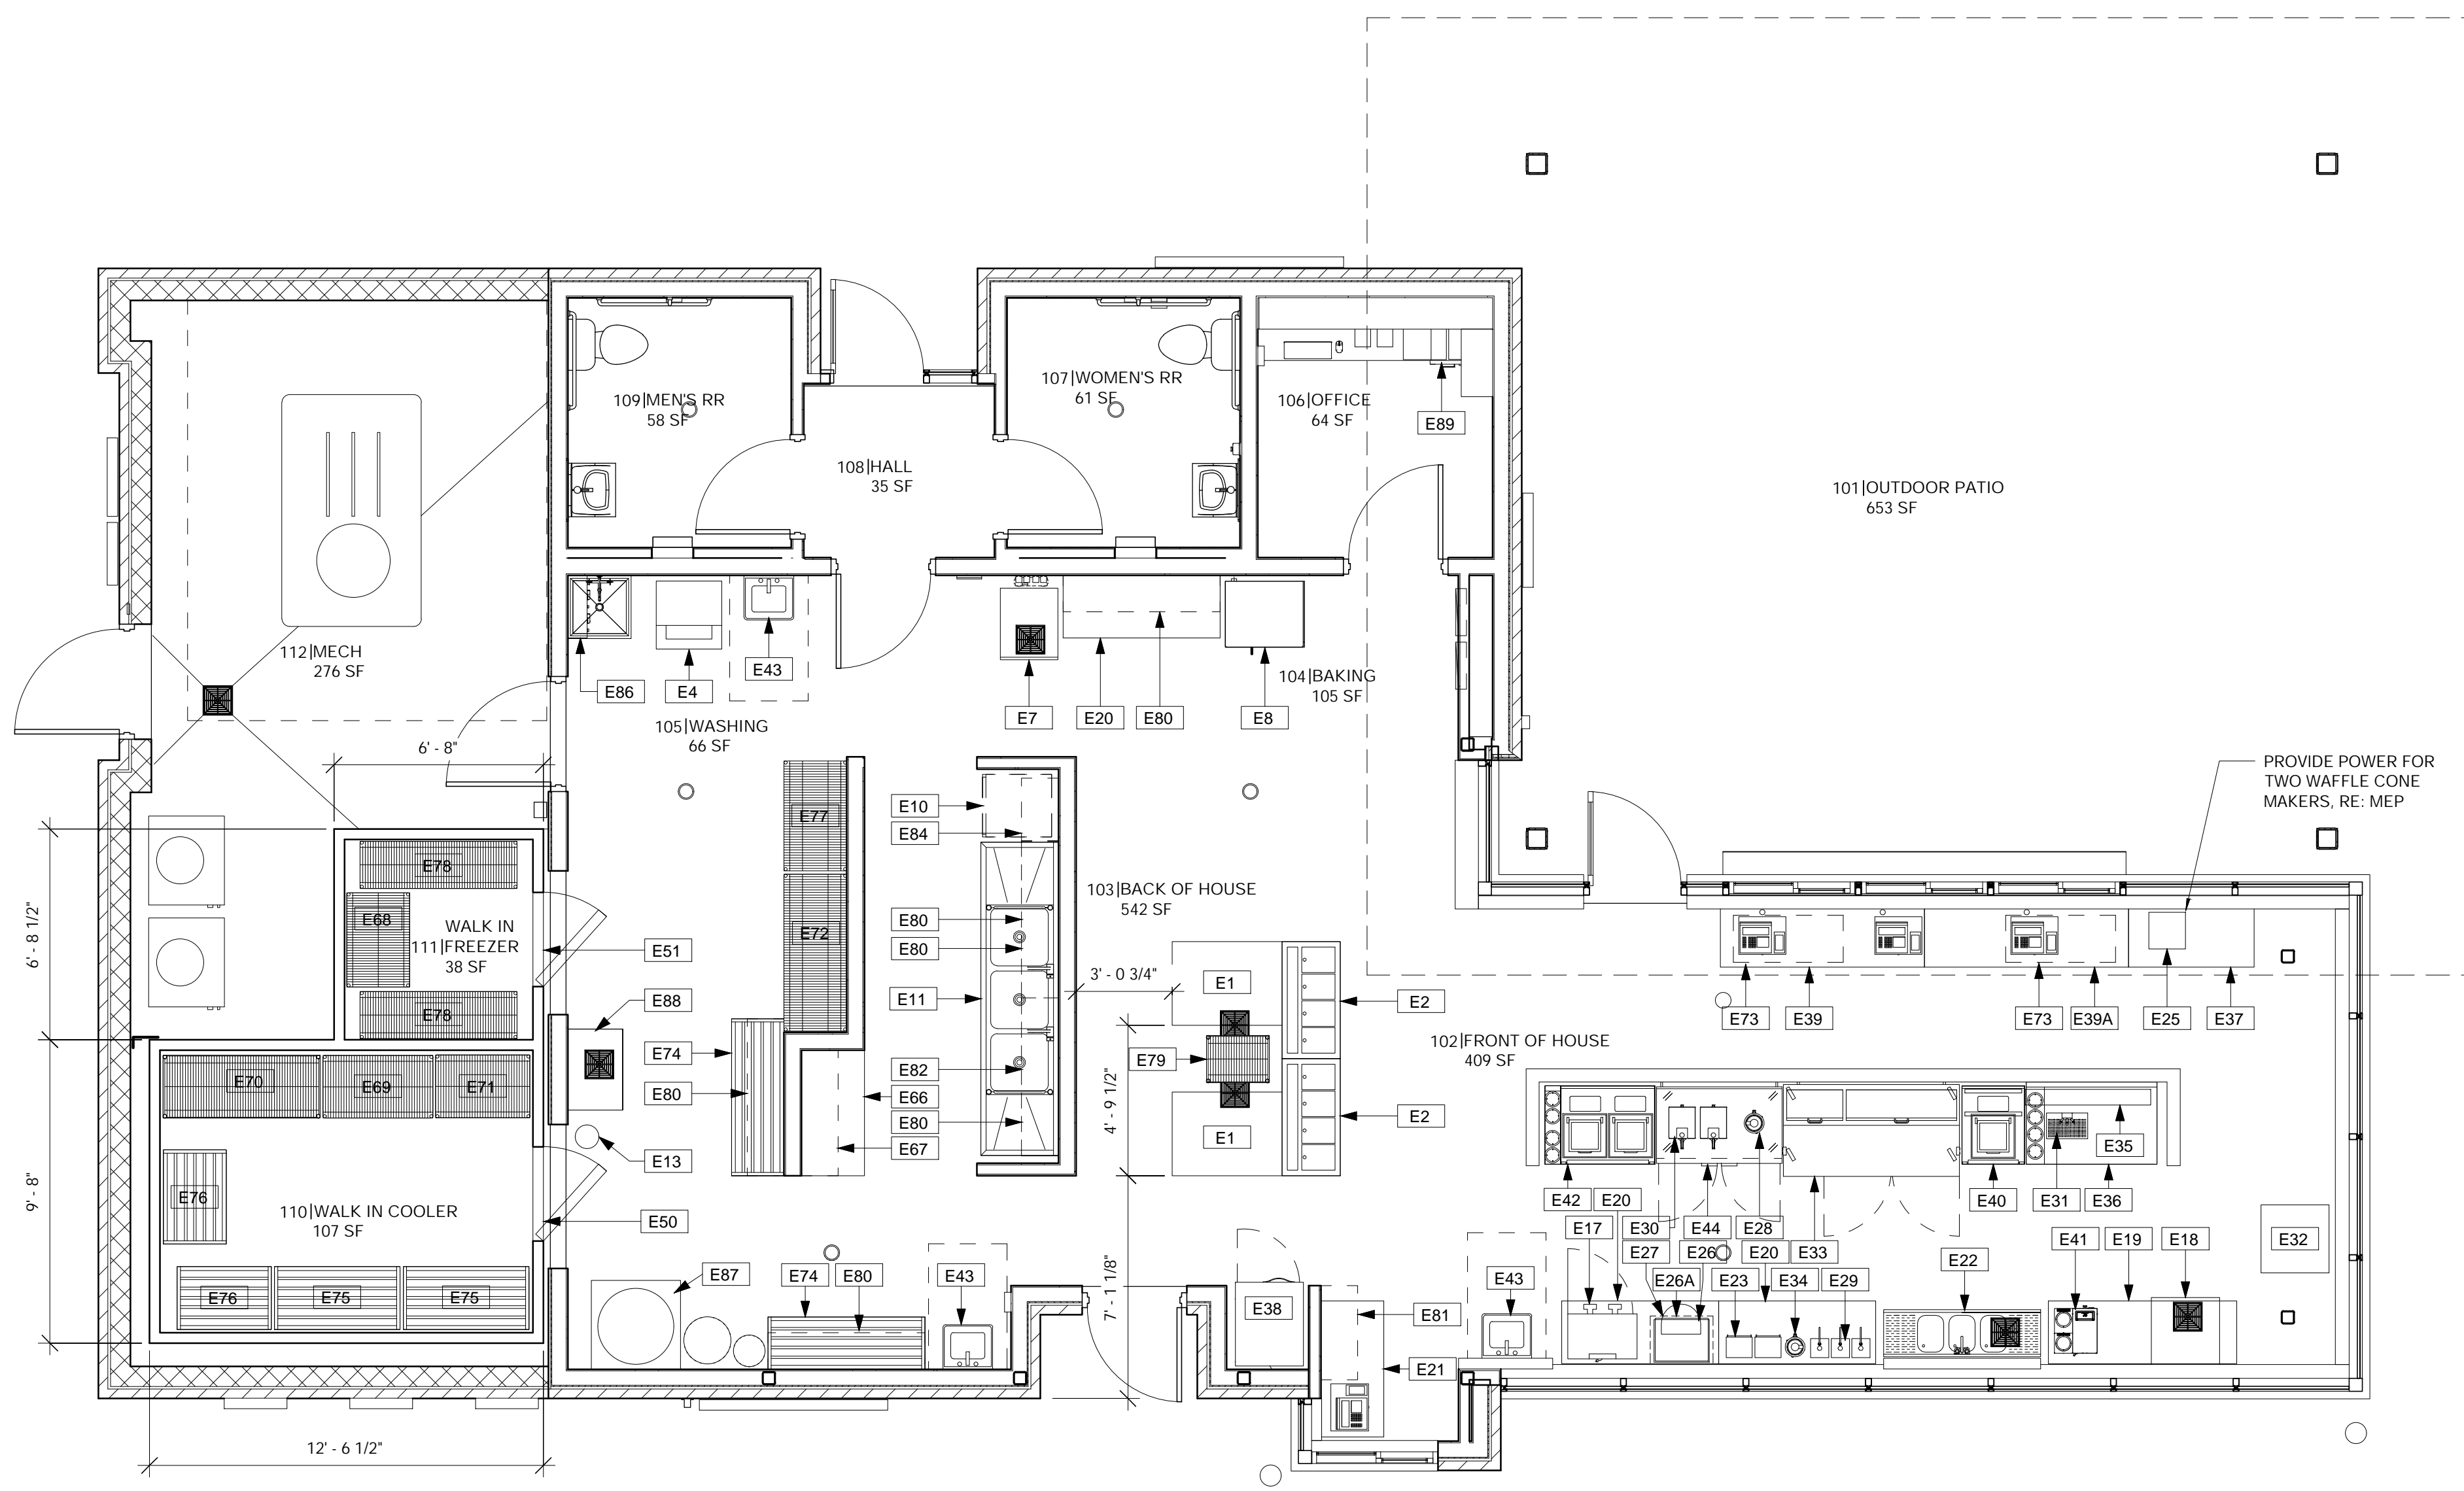 109|MEN'S RR
58 SF
107|WOMEN'S RR
61 SF
106|OFFICE
64 SF
E89
108|HALL
35 SF
101|OUTDOOR PATIO
653 SF
112|MECH
276 SF
E86
E4
E43
E7
E20
E80
E8
104|BAKING
105 SF
105|WASHING
66 SF
6' - 8"
PROVIDE POWER FOR
TWO WAFFLE CONE
MAKERS, RE: MEP
E77
E10
E84
E78
E68
WALK IN
111|FREEZER
38 SF
E78
6' - 8 1/2"
E51
E88
E72
E80
E80
E11
103|BACK OF HOUSE
542 SF
3' - 0 3/4"
E1
E2
E73
E39
E73
E39A
E25
E37
102|FRONT OF HOUSE
409 SF
E74
E80
E82
E66
E80
E67
E79
E1
E2
4' - 9 1/2"
E70
E69
E71
E13
E76
110|WALK IN COOLER
107 SF
9' - 8"
E50
E35
E42
E20
E40
E31
E36
E17
E30
E44
E28
E27
E26
E20
E33
E41
E19
E18
E32
E26A
E23
E34
E29
E22
E76
E75
E75
E87
E74
E80
E43
7' - 1 1/8"
E38
E81
E43
E21
12' - 6 1/2"